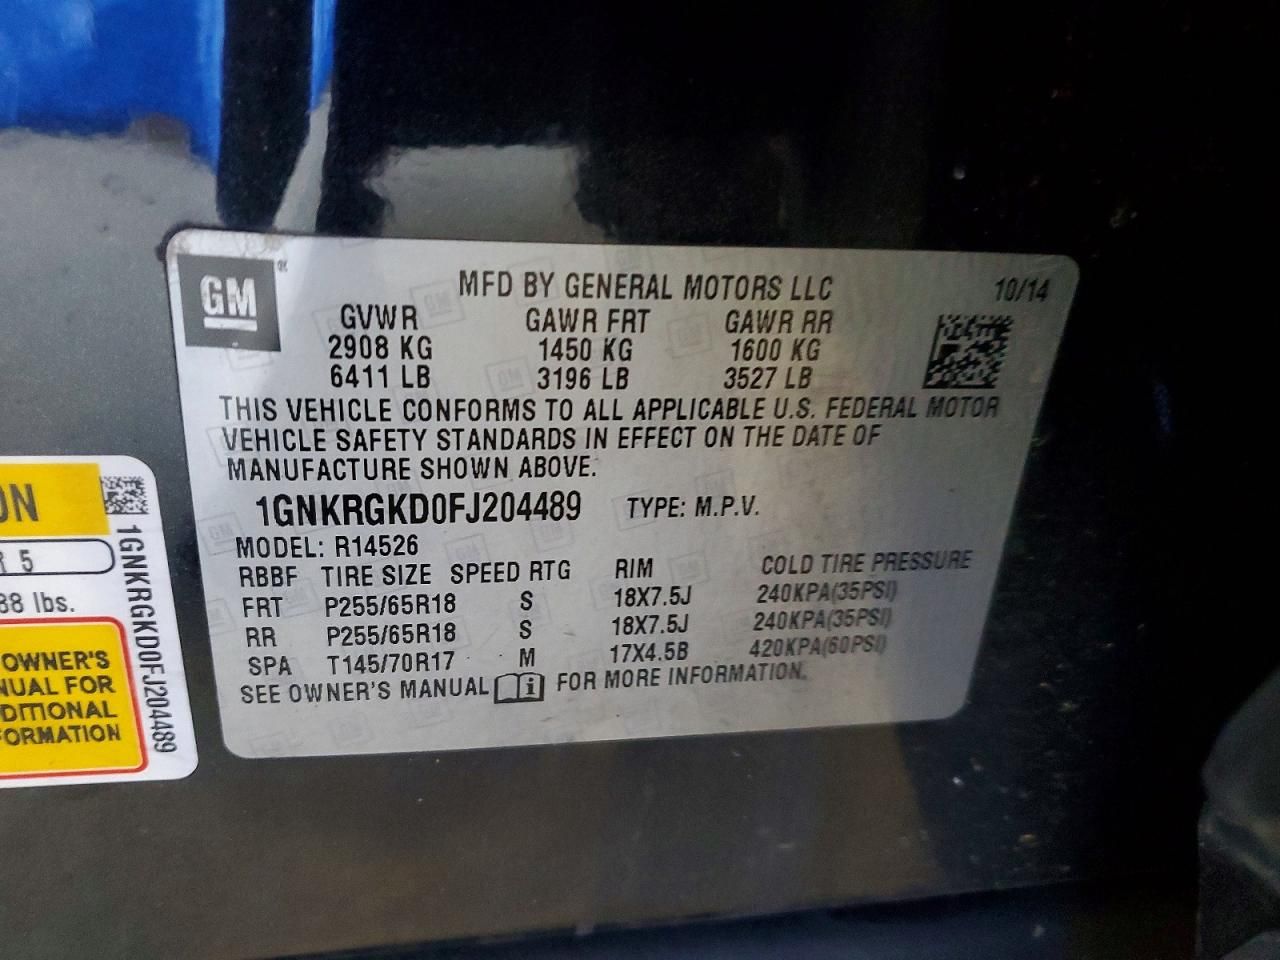 GM
MFD BY GENERAL MOTORS LLC 10/14
GVWR GAWR FRT GAWR RR
2908 KG 1450 KG 1600 KG
6411 LB 3196 LB 3527 LB
THIS VEHICLE CONFORMS TO ALL APPLICABLE U.S. FEDERAL MOTOR
VEHICLE SAFETY STANDARDS IN EFFECT ON THE DATE OF
MANUFACTURE SHOWN ABOVE.
1GNKRGKD0FJ204489 TYPE: M.P.V.
MODEL: R14526
RBBF TIRE SIZE SPEED RTG RIM COLD TIRE PRESSURE
FRT P255/65R18 S 18X7.5J 240KPA(35PSI)
RR P255/65R18 S 18X7.5J 240KPA(35PSI)
SPA T145/70R17 M 17X4.5B 420KPA(60PSI)
SEE OWNER'S MANUAL i FOR MORE INFORMATION.
ON
R 5
88 lbs.
OWNER'S
NUAL FOR
DITIONAL
FORMATION
1GNKRGKD0FJ204489